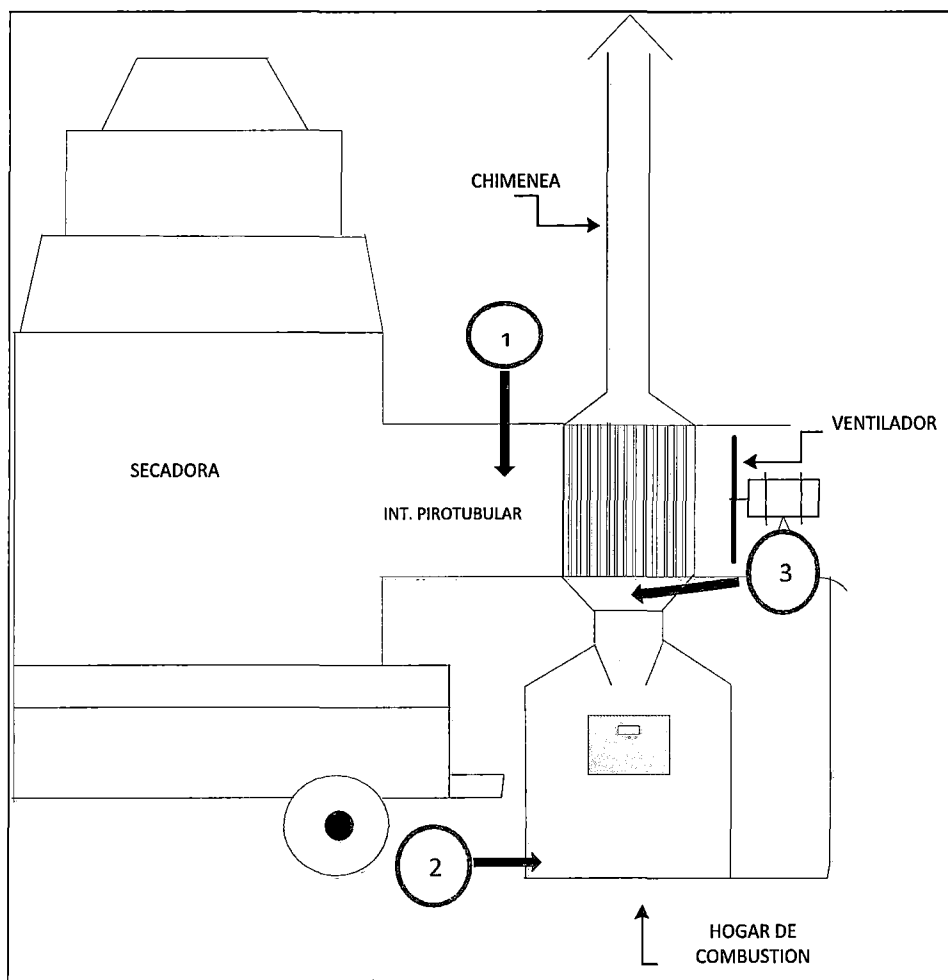 CHIMENEA
1
VENTILADOR
SECADORA
INT. PIROTUBULAR
3
2
HOGAR DE
COMBUSTION